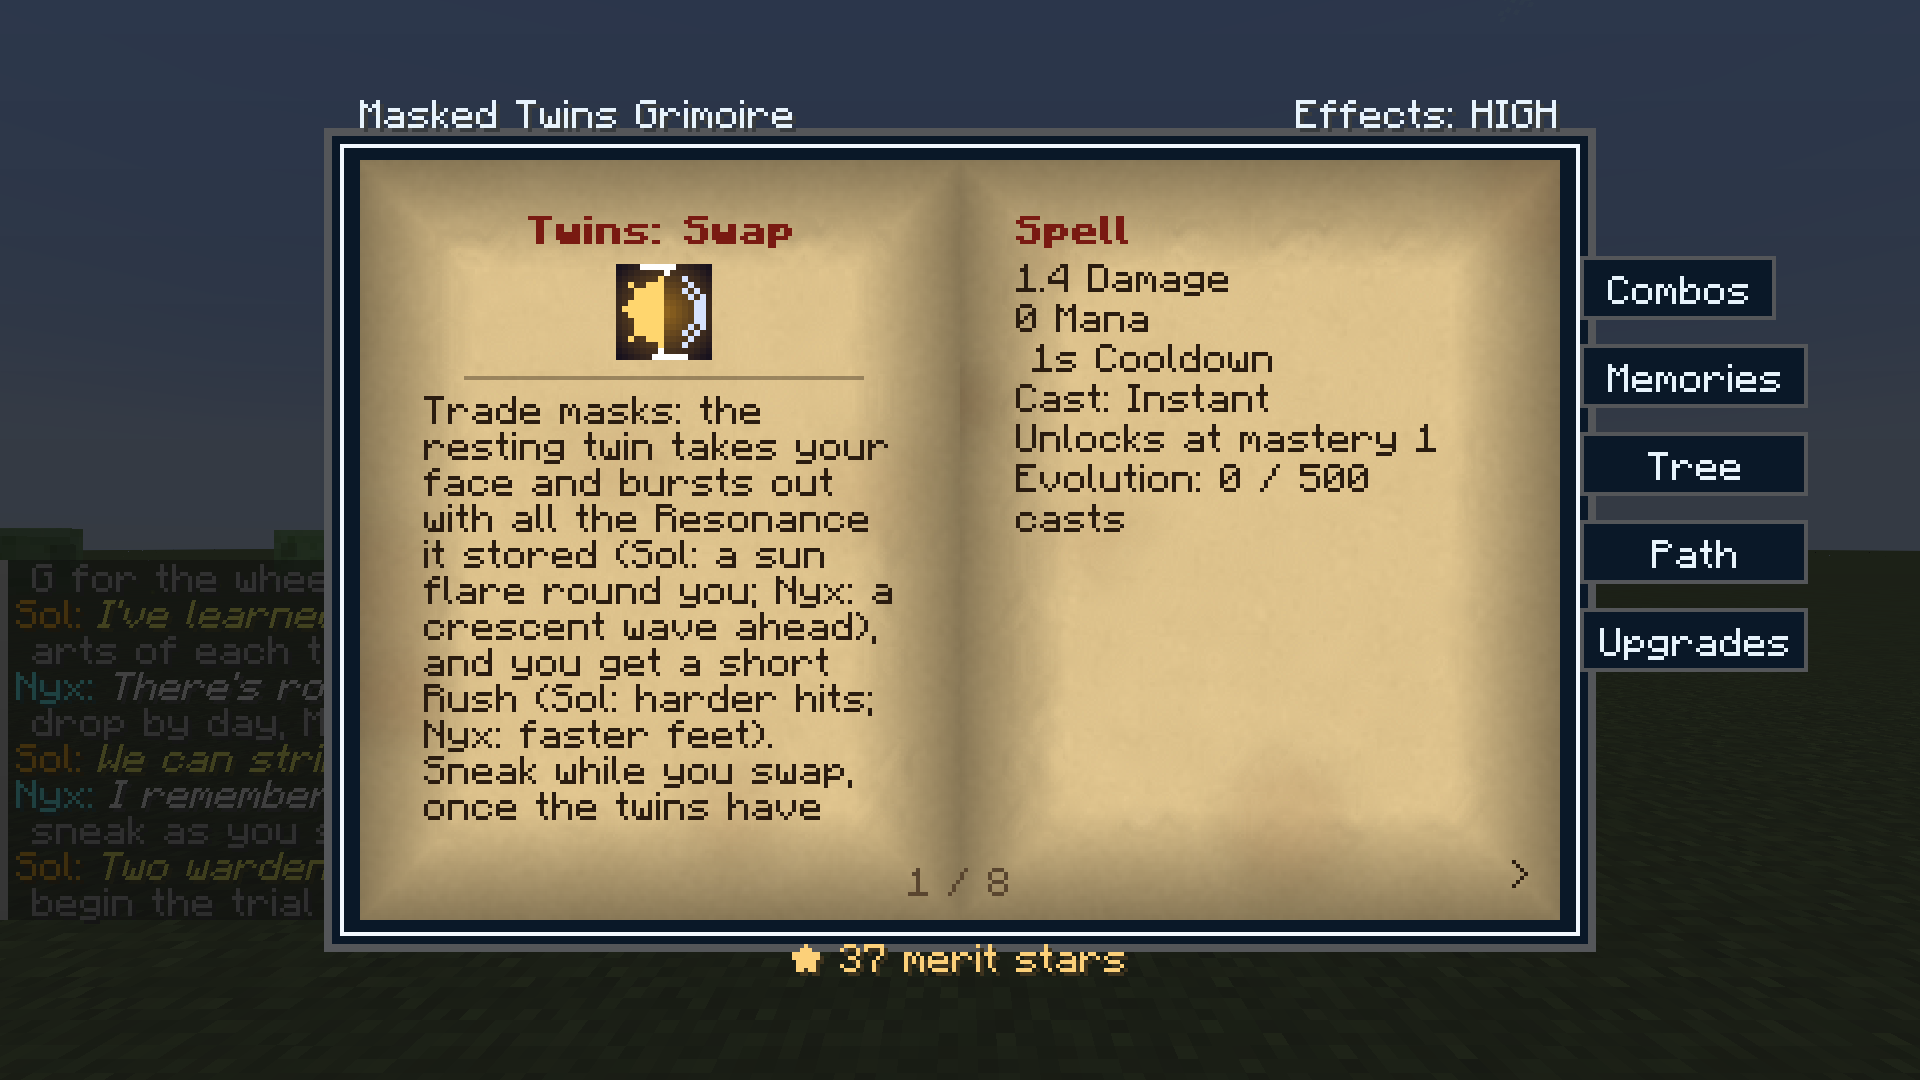 Masked Twins Grimoire
Effects: HIGH
Twins: Swap
Trade masks: the
resting twin takes your
face and bursts out
with all the Resonance
it stored (Sol: a sun
flare round you; Nyx: a
crescent wave ahead),
and you get a short
Rush (Sol: harder hits;
Nyx: faster feet).
Sneak while you swap,
once the twins have
Spell
1.4 Damage
0 Mana
1s Cooldown
Cast: Instant
Unlocks at mastery 1
Evolution: 0 / 500
casts
1 / 8
>
Combos
Memories
Tree
Path
Upgrades
37 merit stars
G for the whee
Sol: I've learned
arts of each t
Nyx: There's ro
drop by day, M
Sol: We can stri
Nyx: I remember
sneak as you s
Sol: Two warden
begin the trial